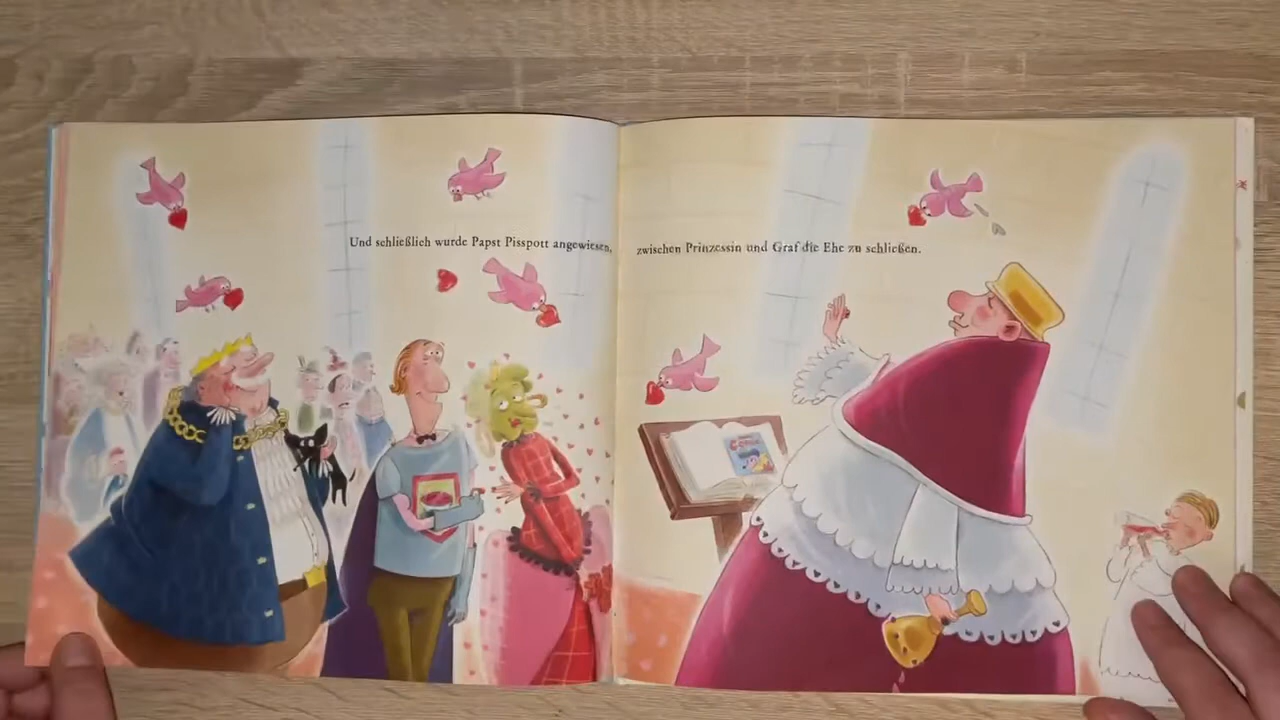 Und schließlich wurde Papst Pisspott angewiesen, zwischen Prinzessin und Graf die Ehe zu schließen.